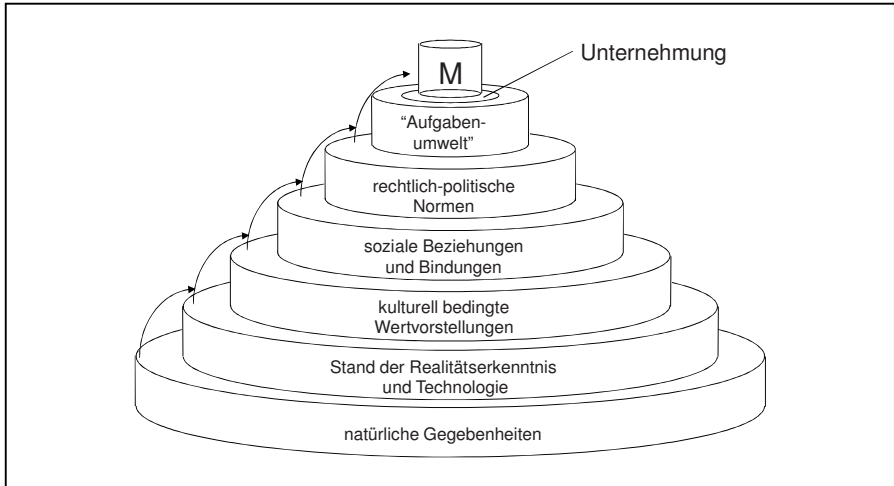 Unternehmung
M
“Aufgaben-
umwelt”
rechtlich-politische
Normen
soziale Beziehungen
und Bindungen
kulturell bedingte
Wertvorstellungen
Stand der Realitätserkenntnis
und Technologie
natürliche Gegebenheiten